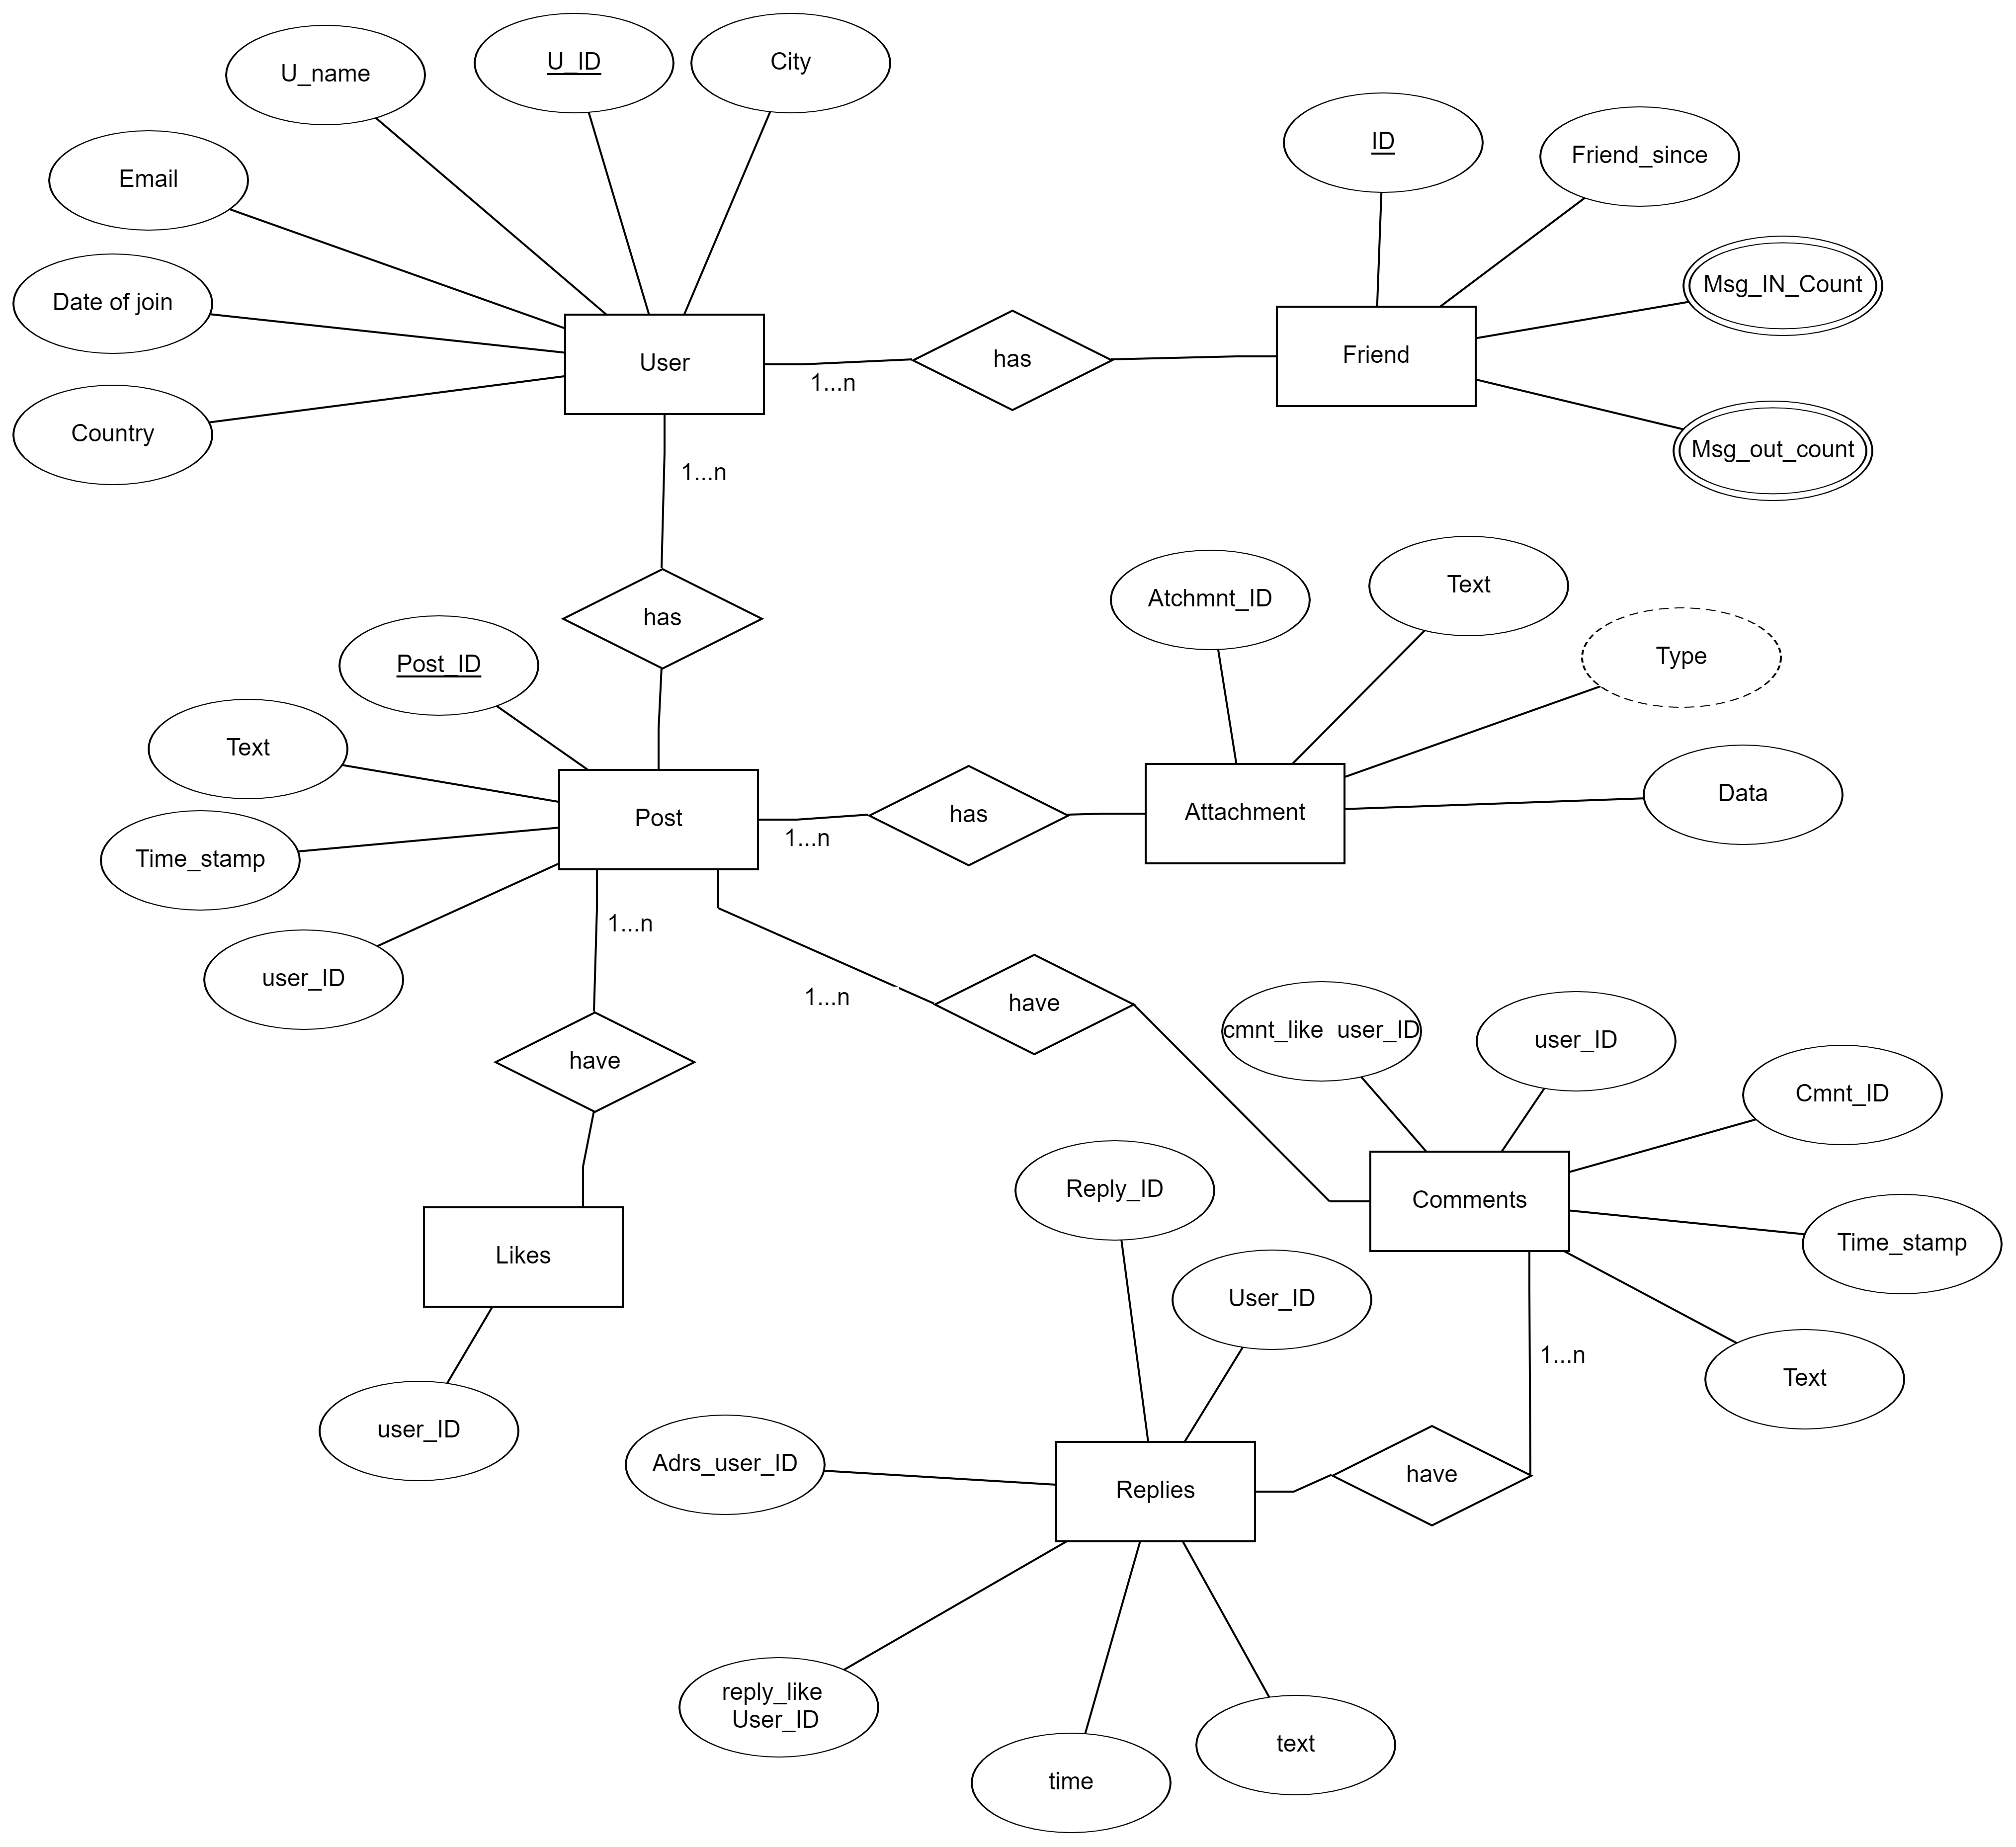 U_name
U_ID
City
Email
Date of join
Country
User
1...n
has
ID
Friend_since
Msg_IN_Count
Friend
Msg_out_count
1...n
has
Post_ID
Text
Time_stamp
user_ID
Post
1...n
has
Atchmnt_ID
Text
Type
Data
Attachment
1...n
have
Likes
user_ID
1...n
have
cmnt_like  user_ID
user_ID
Cmnt_ID
Time_stamp
Text
Comments
1...n
have
Reply_ID
User_ID
Adrs_user_ID
Replies
reply_like
User_ID
time
text